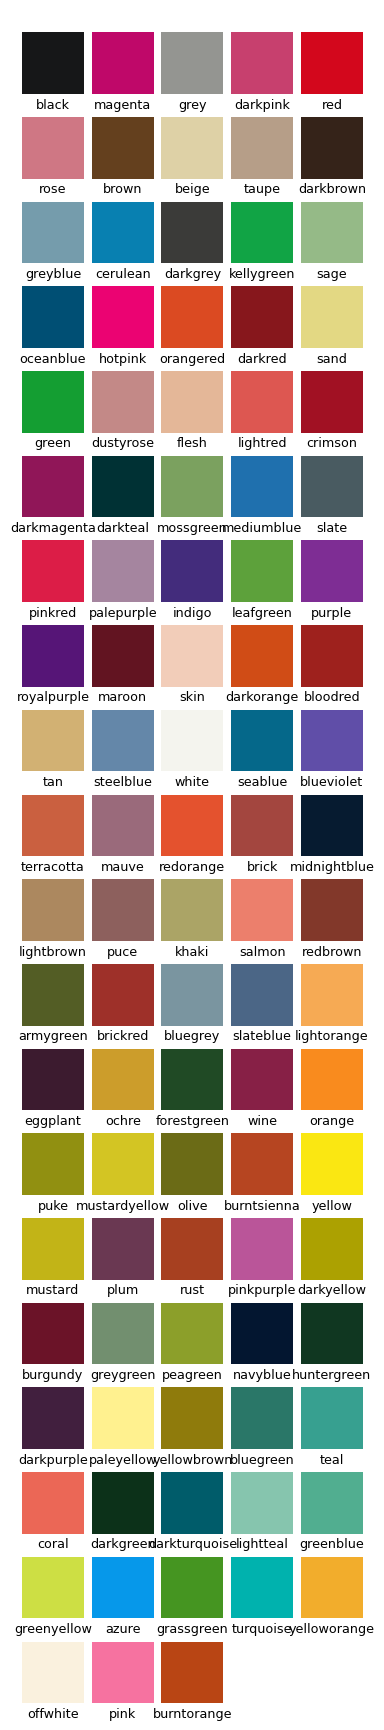 black magenta grey darkpink red
rose brown beige taupe darkbrown
greyblue cerulean darkgrey kellygreen sage
oceanblue hotpink orangered darkred sand
green dustyrose flesh lightred crimson
darkmagenta darkteal mossgreen mediumblue slate
pinkred palepurple indigo leafgreen purple
royalpurple maroon skin darkorange bloodred
tan steelblue white seablue blueviolet
terracotta mauve redorange brick midnightblue
lightbrown puce khaki salmon redbrown
armygreen brickred bluegrey slateblue lightorange
eggplant ochre forestgreen wine orange
puke mustardyellow olive burntsienna yellow
mustard plum rust pinkpurple darkyellow
burgundy greygreen peagreen navyblue huntergreen
darkpurple paleyellow yellowbrown bluegreen teal
coral darkgreen darkturquoise lightteal greenblue
greenyellow azure grassgreen turquoise yelloworange
offwhite pink burntorange